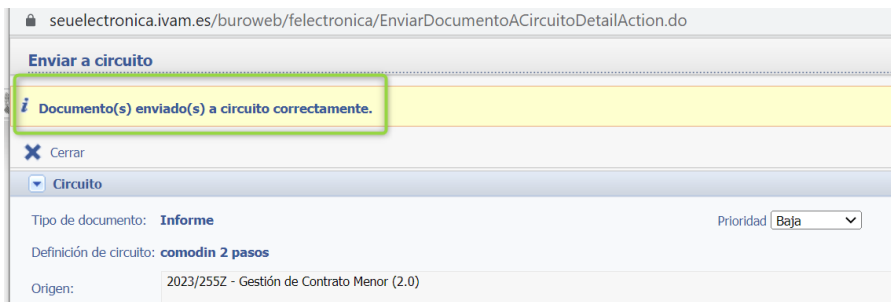 seuelectronica.ivam.es/buroweb/felectronica/EnviarDocumentoACircuitoDetailAction.do
Enviar a circuito
i Documento(s) enviado(s) a circuito correctamente.
Cerrar
Circuito
Tipo de documento: Informe Prioridad Baja
Definición de circuito: comodin 2 pasos
Origen: 2023/255Z - Gestión de Contrato Menor (2.0)